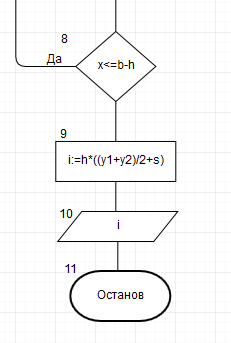 8
Да
x<=b-h
9
i:=h*((y1+y2)/2+s)
10
i
11
Останов